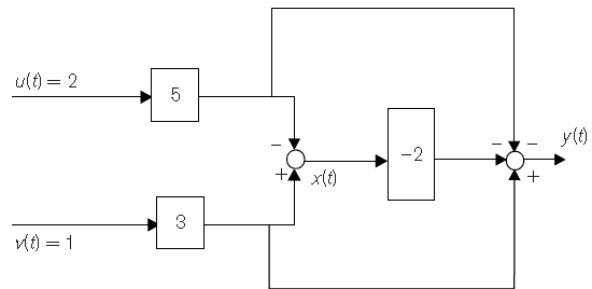 u(t) = 2
5
− − − y(t)
−2
+ x(t) +
3
v(t) = 1